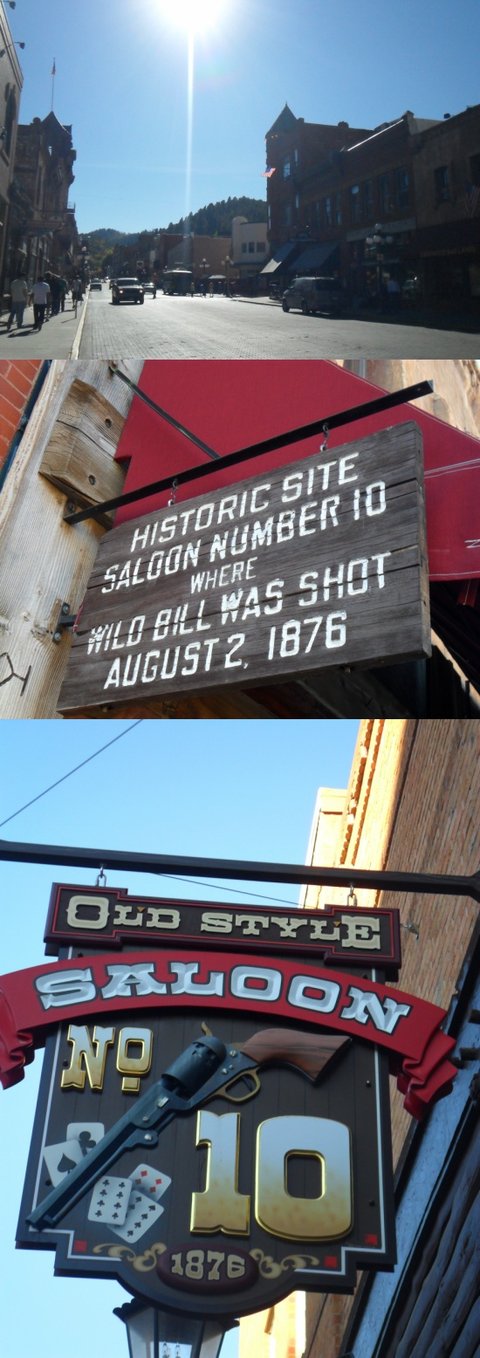 HISTORIC SITE
SALOON NUMBER 10
WHERE
WILD BILL WAS SHOT
AUGUST 2, 1876
OLD STYLE
SALOON
Nº
10
1876